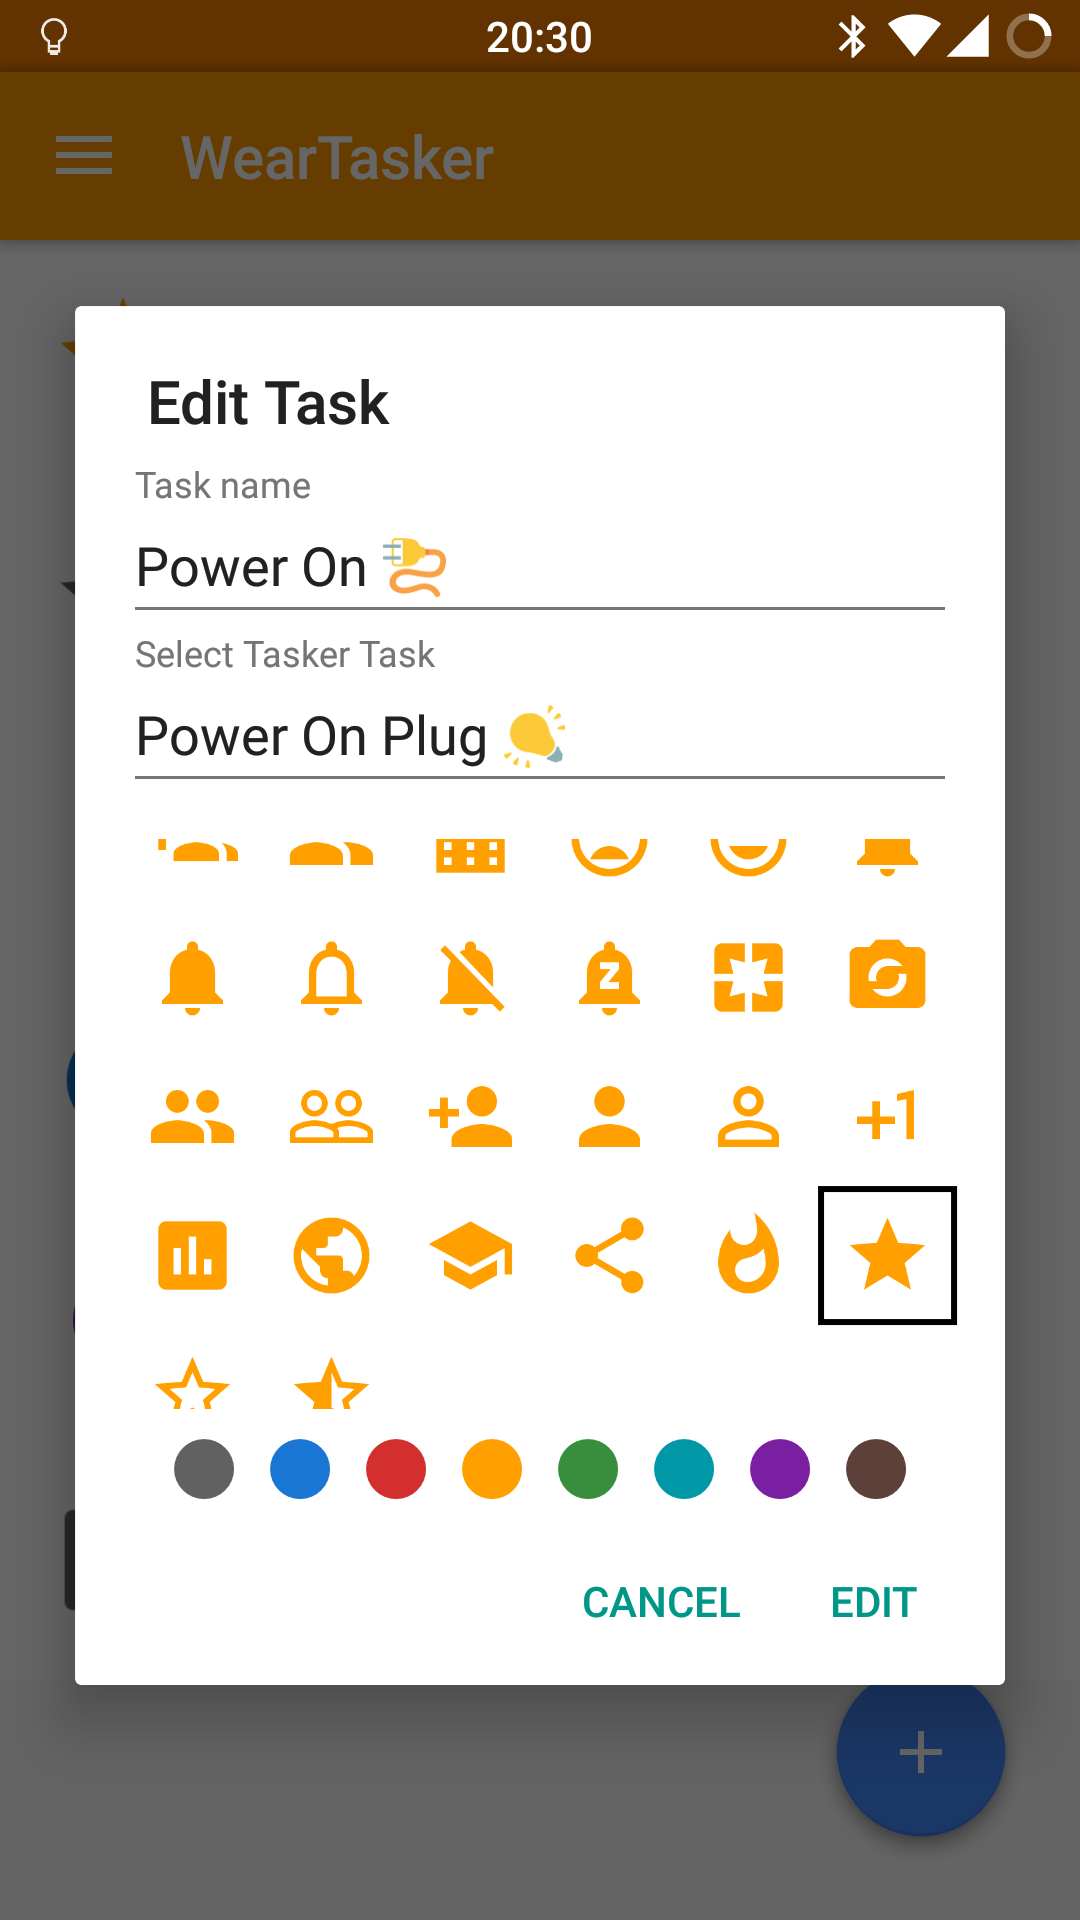 20:30
WearTasker
Edit Task
Task name
Power On 🔌
Select Tasker Task
Power On Plug 💡
z
+1
CANCEL
EDIT